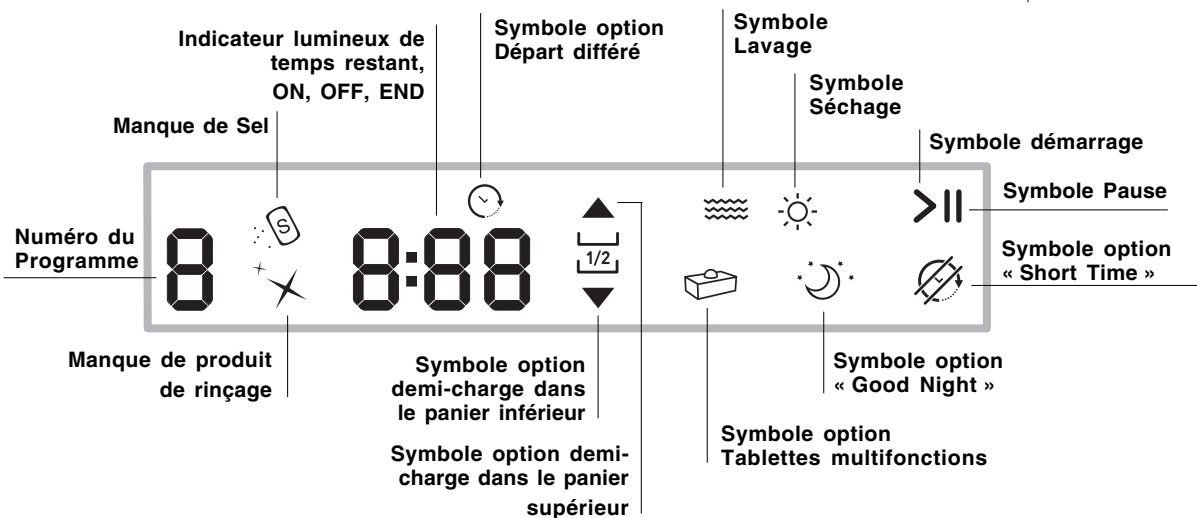 Symbole option
Départ différé
Symbole
Lavage
Indicateur lumineux de
temps restant,
ON, OFF, END
Symbole
Séchage
Manque de Sel
Symbole démarrage
Symbole Pause
Numéro du
Programme
8
S
8:88
1/2
Symbole option
« Short Time »
Manque de produit
de rinçage
Symbole option
demi-charge dans
le panier inférieur
Symbole option
« Good Night »
Symbole option demi-
charge dans le panier
supérieur
Symbole option
Tablettes multifonctions